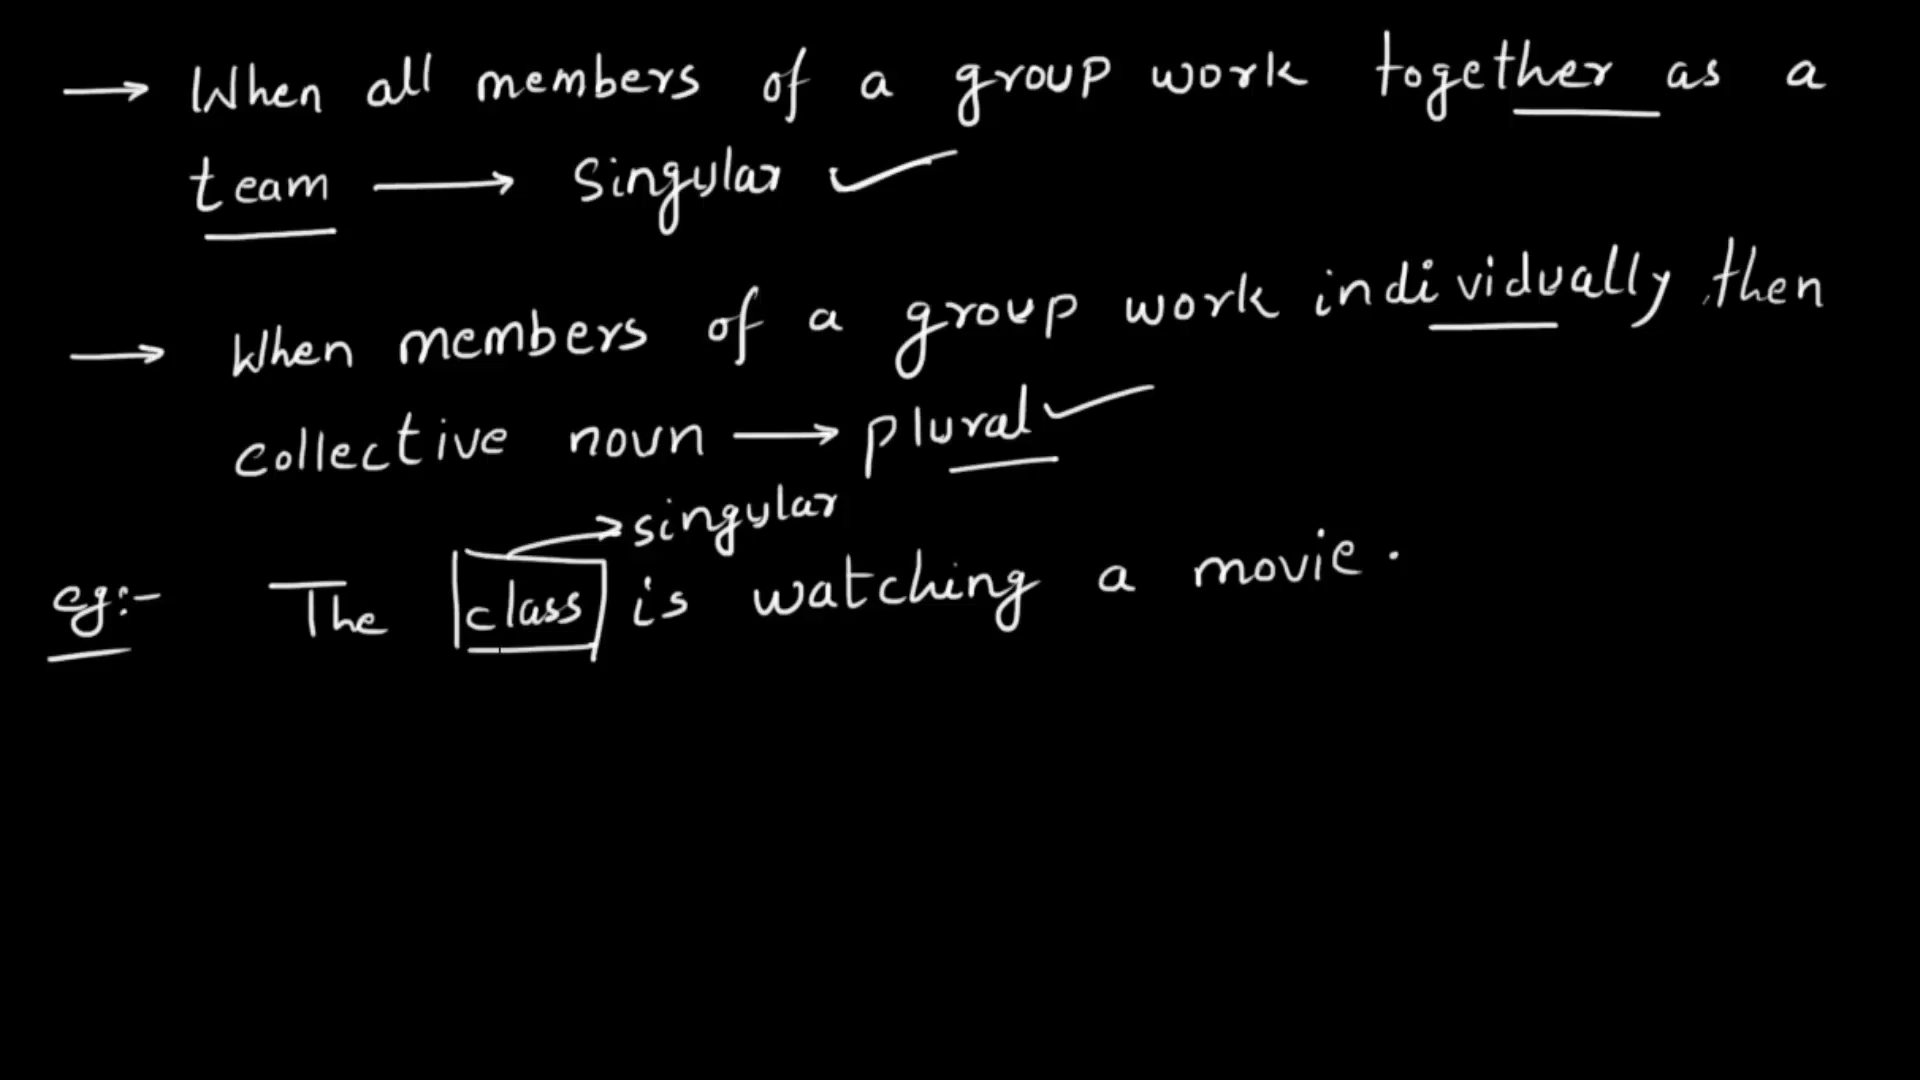 → When all members of a group work together as a
team → Singular ✓
→ When members of a group work individually then
collective noun → plural ✓
→ singular
eg:- The class is watching a movie.